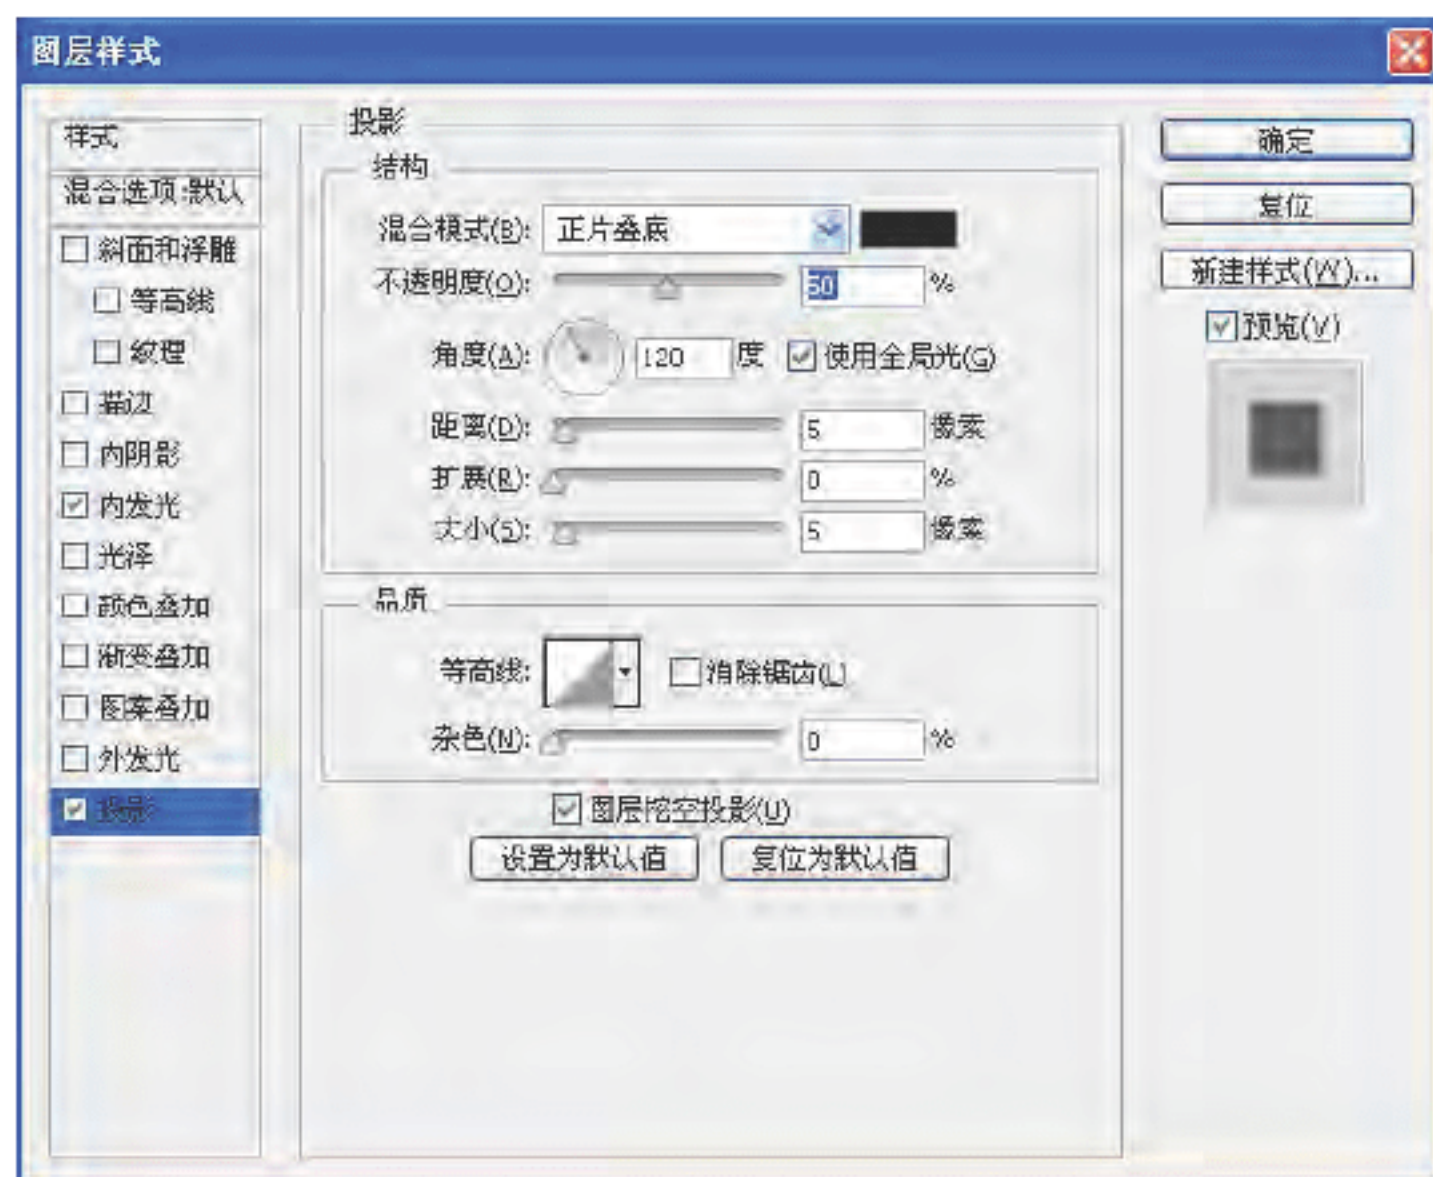 图层样式
样式
混合选项:默认
斜面和浮雕
等高线
纹理
描边
内阴影
内发光
光泽
颜色叠加
渐变叠加
图案叠加
外发光
投影
投影
结构
混合模式(B): 正片叠底
不透明度(O): 50 %
角度(A): 120 度 使用全局光(G)
距离(D): 5 像素
扩展(R): 0 %
大小(S): 5 像素
品质
等高线: 消除锯齿(L)
杂色(N): 0 %
图层挖空投影(U)
设置为默认值 复位为默认值
确定
复位
新建样式(W)...
预览(V)